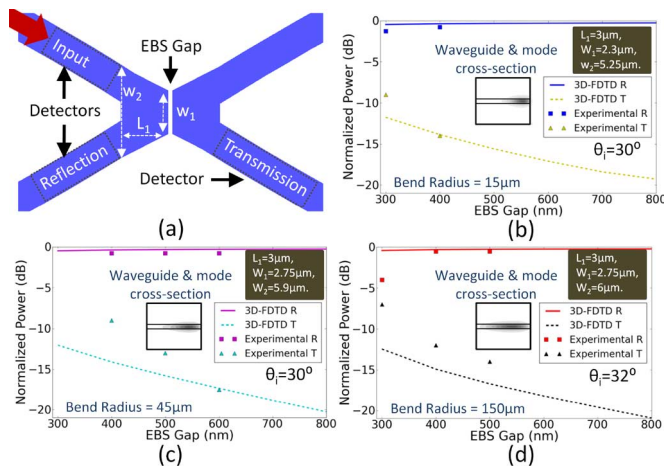 Input
EBS Gap
W₂
W₁
L₁
Detectors
Reflection
Detector
Transmission
(a)
Normalized Power (dB)
0
−5
−10
−15
−20
Waveguide & mode
cross-section
L₁=3μm,
W₁=2.3μm,
w₂=5.25μm.
3D-FDTD R
3D-FDTD T
Experimental R
Experimental T
θᵢ=30⁰
Bend Radius = 15μm
300 400 500 600 700 800
EBS Gap (nm)
(b)
Normalized Power (dB)
0
−5
−10
−15
−20
Waveguide & mode
cross-section
L₁=3μm,
W₁=2.75μm,
W₂=5.9μm.
3D-FDTD R
3D-FDTD T
Experimental R
Experimental T
θᵢ=30⁰
Bend Radius = 45μm
300 400 500 600 700 800
EBS Gap (nm)
(c)
Normalized Power (dB)
0
−5
−10
−15
−20
Waveguide & mode
cross-section
L₁=3μm,
W₁=2.75μm,
W₂=6μm.
3D-FDTD R
3D-FDTD T
Experimental R
Experimental T
θᵢ=32⁰
Bend Radius = 150μm
300 400 500 600 700 800
EBS Gap (nm)
(d)